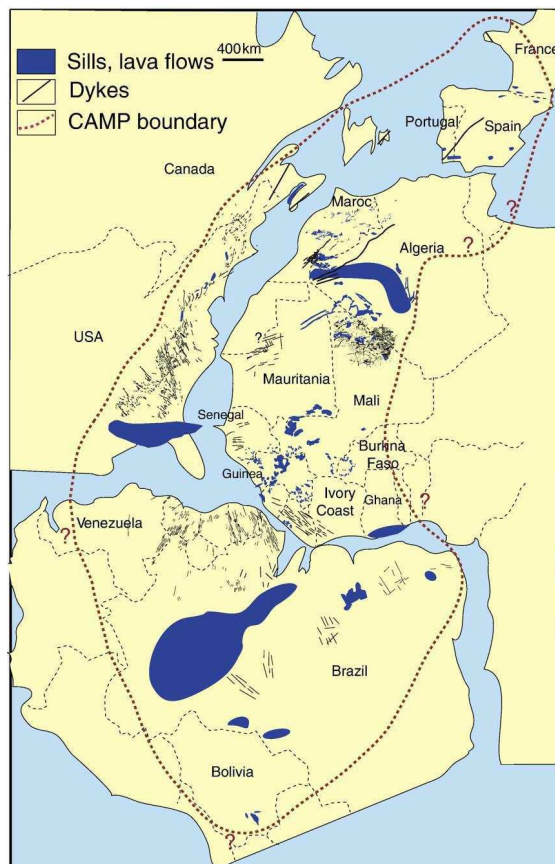 400km
France
Sills, lava flows
Dykes
CAMP boundary
Portugal
Spain
Canada
Maroc
?
Algeria
?
USA
?
Mauritania
Mali
Senegal
Burkina
Faso
Guinea
Ivory
Coast
Ghana
?
Venezuela
?
Brazil
Bolivia
?